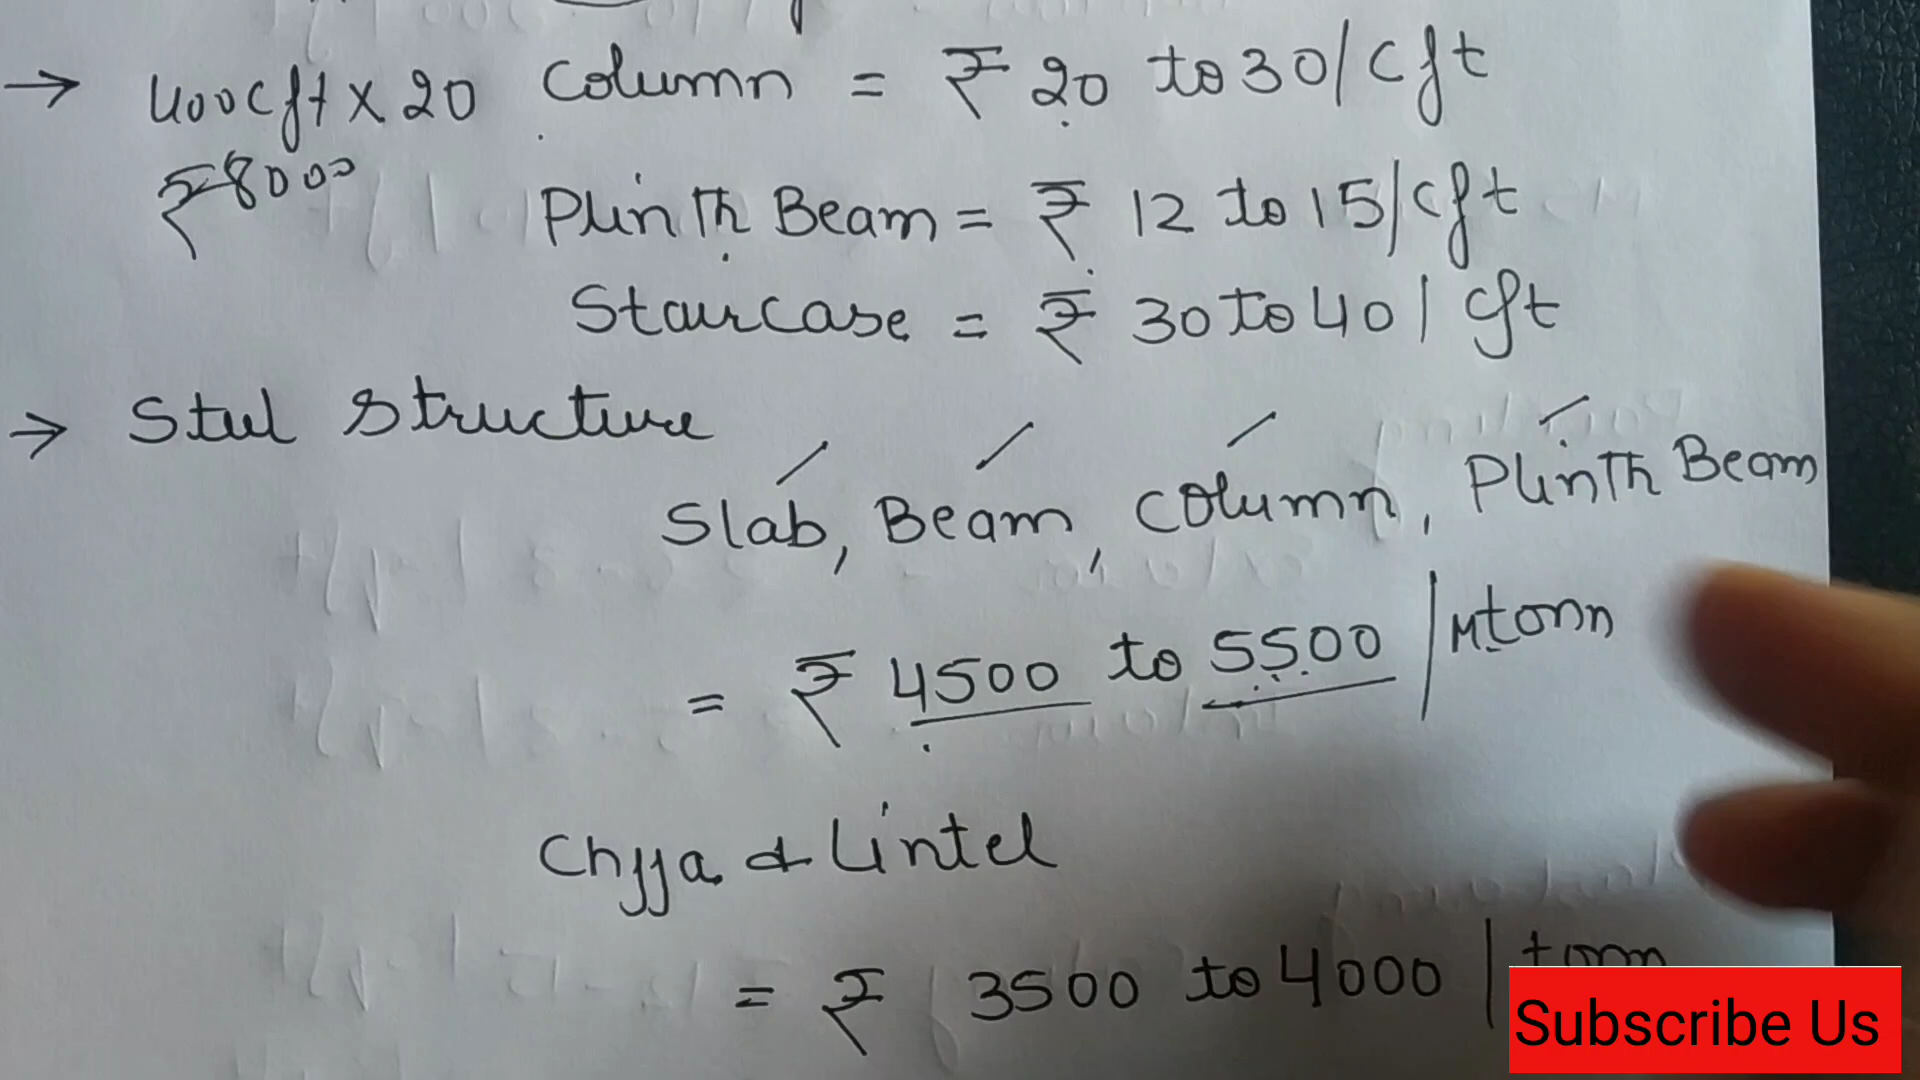 → 400cft x 20 Column = ₹ 20 to 30/cft
₹8000
Plinth Beam = ₹ 12 to 15/cft
Staircase = ₹ 30 to 40/cft
→ Steel structure
Slab, Beam, column, Plinth Beam
= ₹ 4500 to 5500/Mtonn
Chjja & Lintel
= ₹ 3500 to 4000/tonn
Subscribe Us